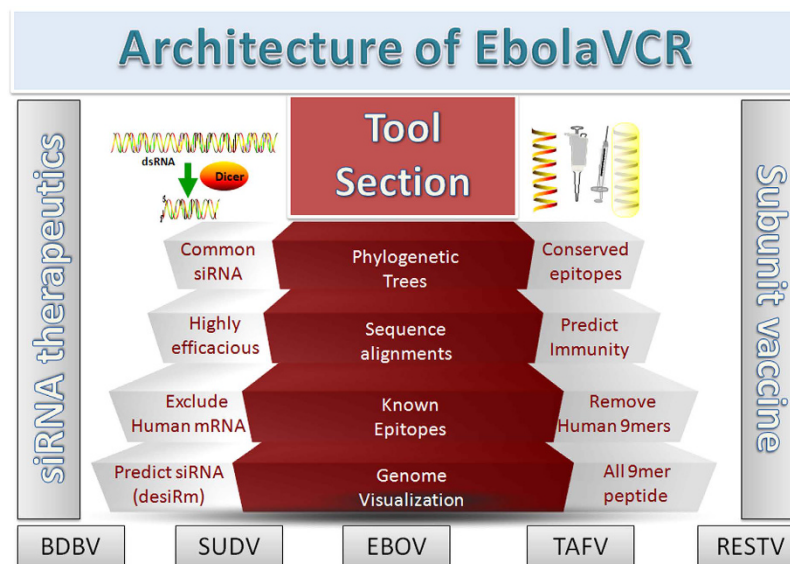 Architecture of EbolaVCR
siRNA therapeutics
dsRNA
Dicer
Tool
Section
Subunit vaccine
Common
siRNA
Phylogenetic
Trees
Conserved
epitopes
Highly
efficacious
Sequence
alignments
Predict
Immunity
Exclude
Human mRNA
Known
Epitopes
Remove
Human 9mers
Predict siRNA
(desiRm)
Genome
Visualization
All 9mer
peptide
BDBV
SUDV
EBOV
TAFV
RESTV